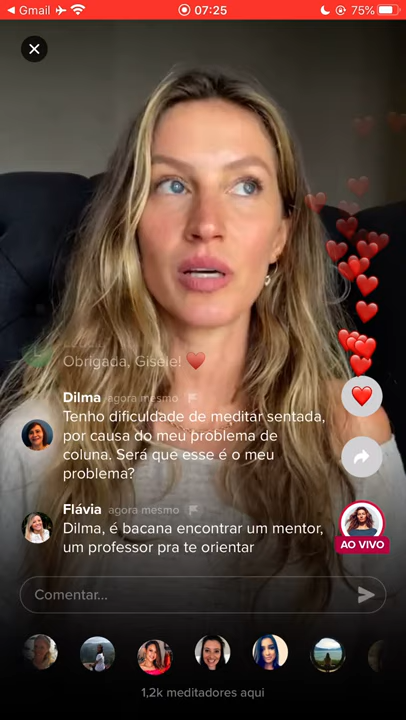 Gmail
07:25
75%
Obrigada, Gisele!
Dilma agora mesmo
Tenho dificuldade de meditar sentada,
por causa do meu problema de
coluna. Será que esse é o meu
problema?
Flávia agora mesmo
Dilma, é bacana encontrar um mentor,
um professor pra te orientar
AO VIVO
Comentar...
1,2k meditadores aqui